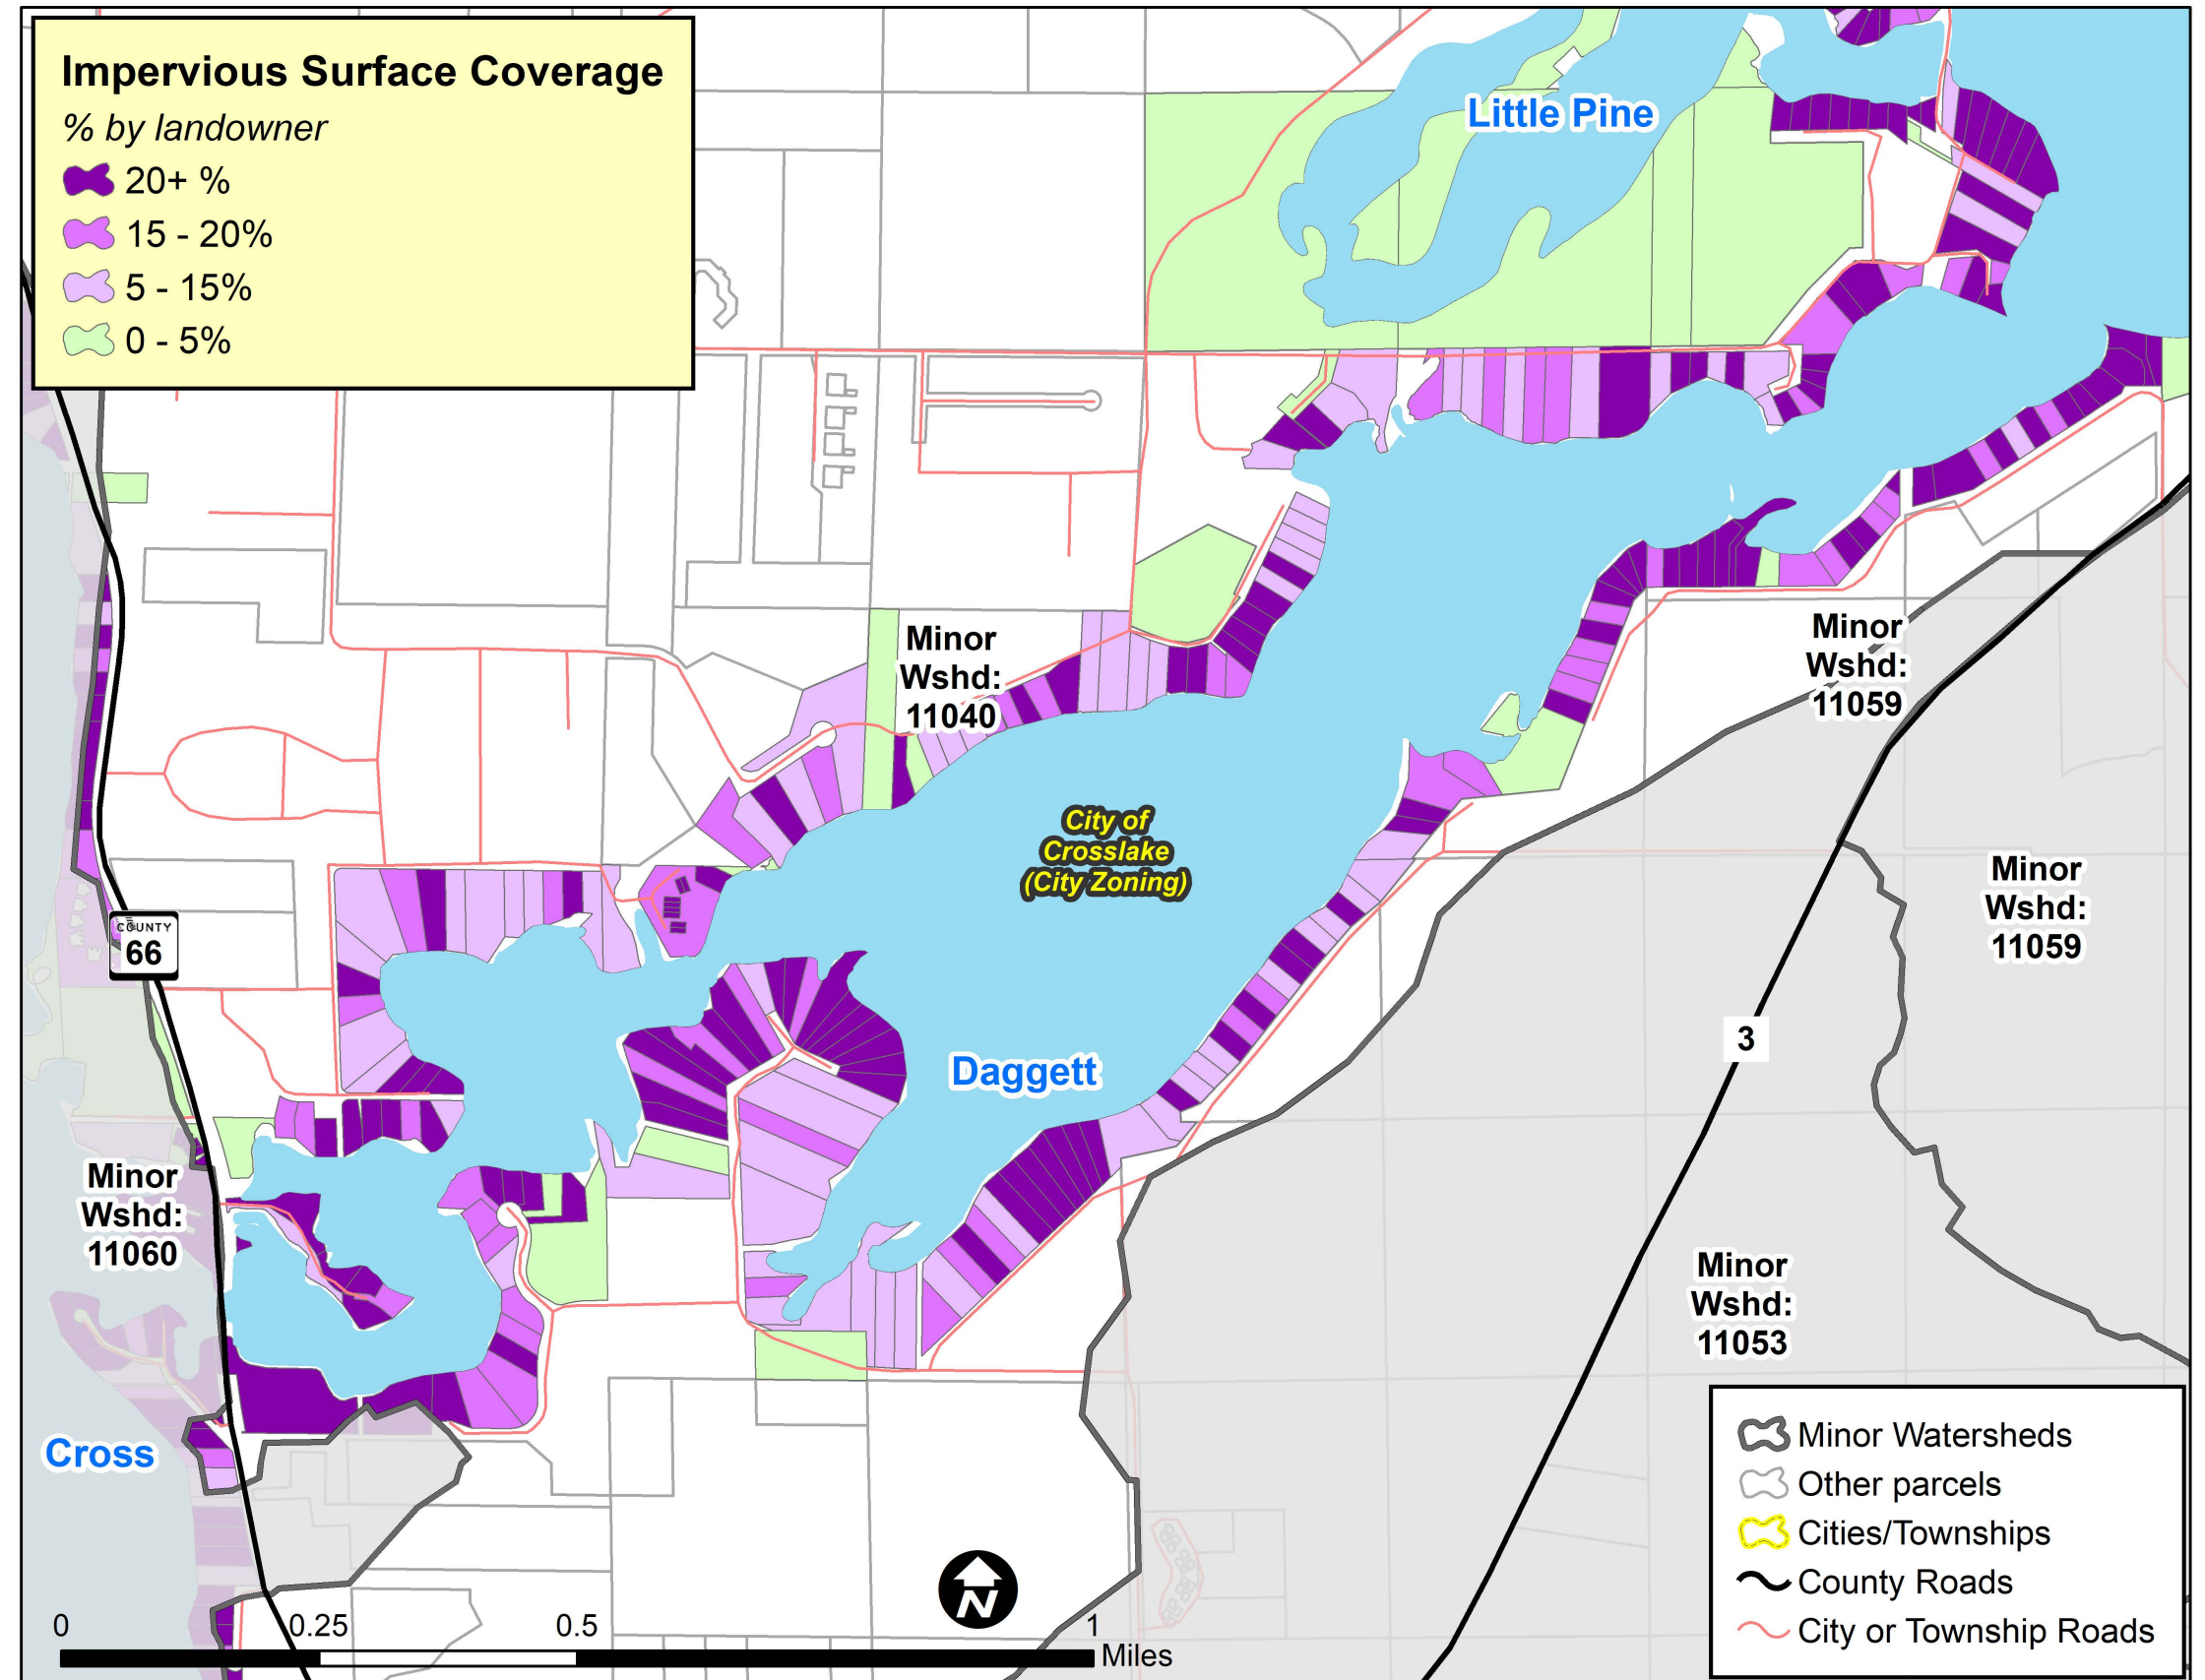 Impervious Surface Coverage
% by landowner
20+ %
15 - 20%
5 - 15%
0 - 5%
Little Pine
Minor
Wshd:
11040
Minor
Wshd:
11059
City of
Crosslake
(City Zoning)
Minor
Wshd:
11059
COUNTY
66
3
Daggett
Minor
Wshd:
11060
Minor
Wshd:
11053
Cross
Minor Watersheds
Other parcels
Cities/Townships
County Roads
City or Township Roads
N
0 0.25 0.5 1
Miles